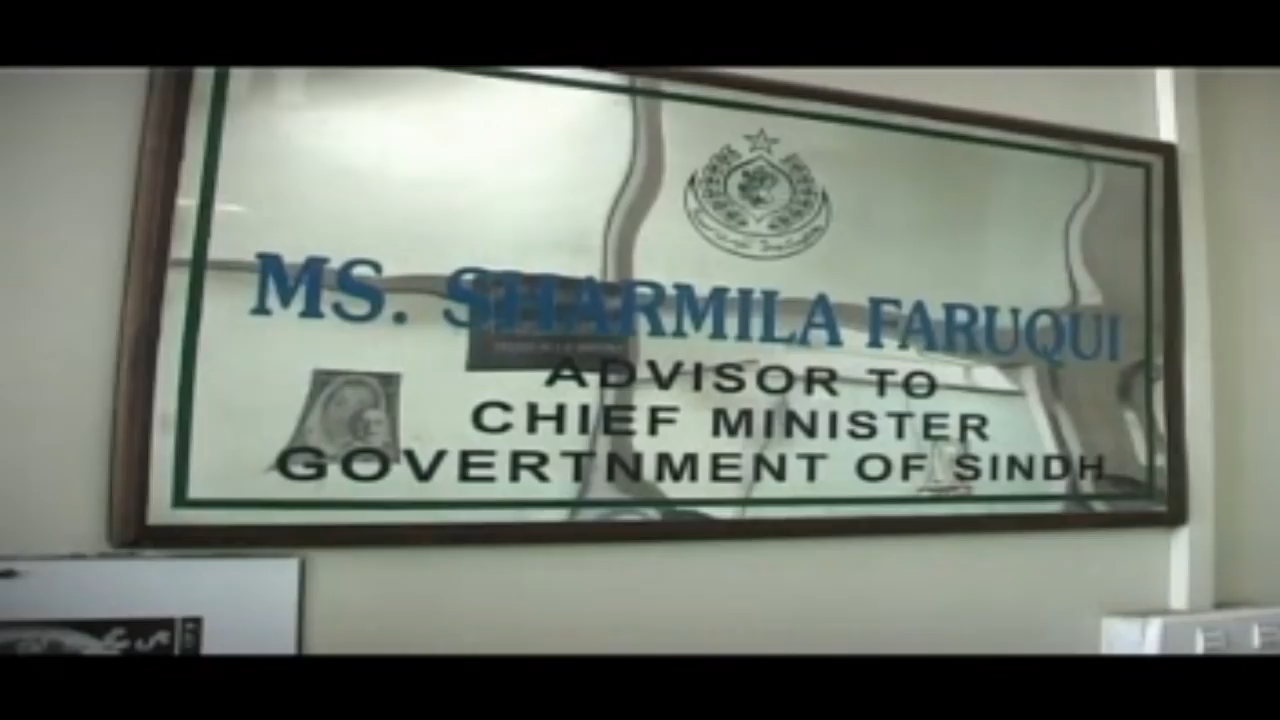 MS. SHARMILA FARUQUI
ADVISOR TO
CHIEF MINISTER
GOVERTNMENT OF SINDH